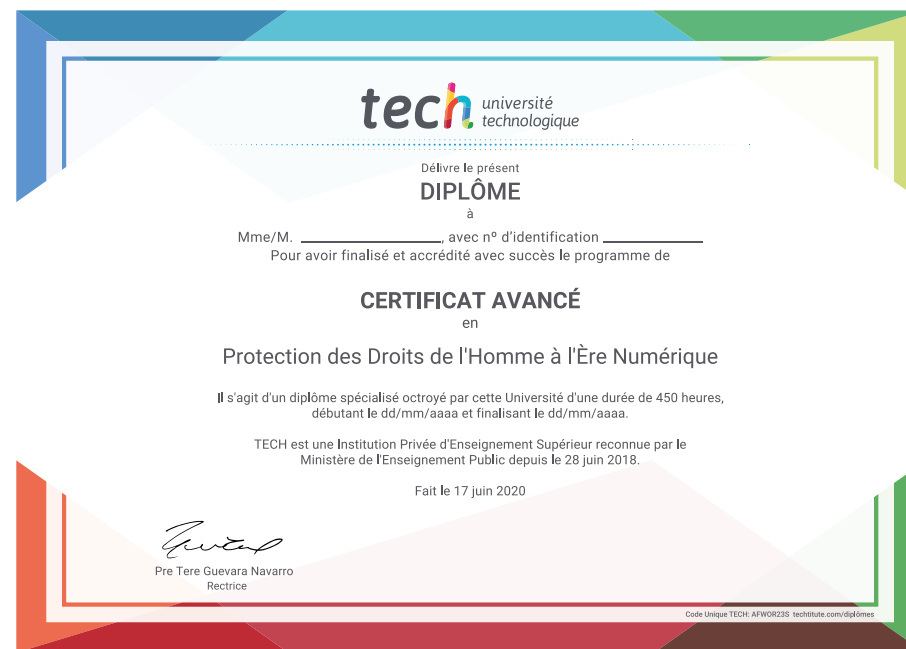 tech université
technologique
Délivre le présent
DIPLÔME
à
Mme/M. ____________________, avec nº d'identification ______________
Pour avoir finalisé et accrédité avec succès le programme de
CERTIFICAT AVANCÉ
en
Protection des Droits de l'Homme à l'Ère Numérique
Il s'agit d'un diplôme spécialisé octroyé par cette Université d'une durée de 450 heures,
débutant le dd/mm/aaaa et finalisant le dd/mm/aaaa.
TECH est une Institution Privée d'Enseignement Supérieur reconnue par le
Ministère de l'Enseignement Public depuis le 28 juin 2018.
Fait le 17 juin 2020
Pre Tere Guevara Navarro
Rectrice
Code Unique TECH: AFWOR23S techtitute.com/diplômes